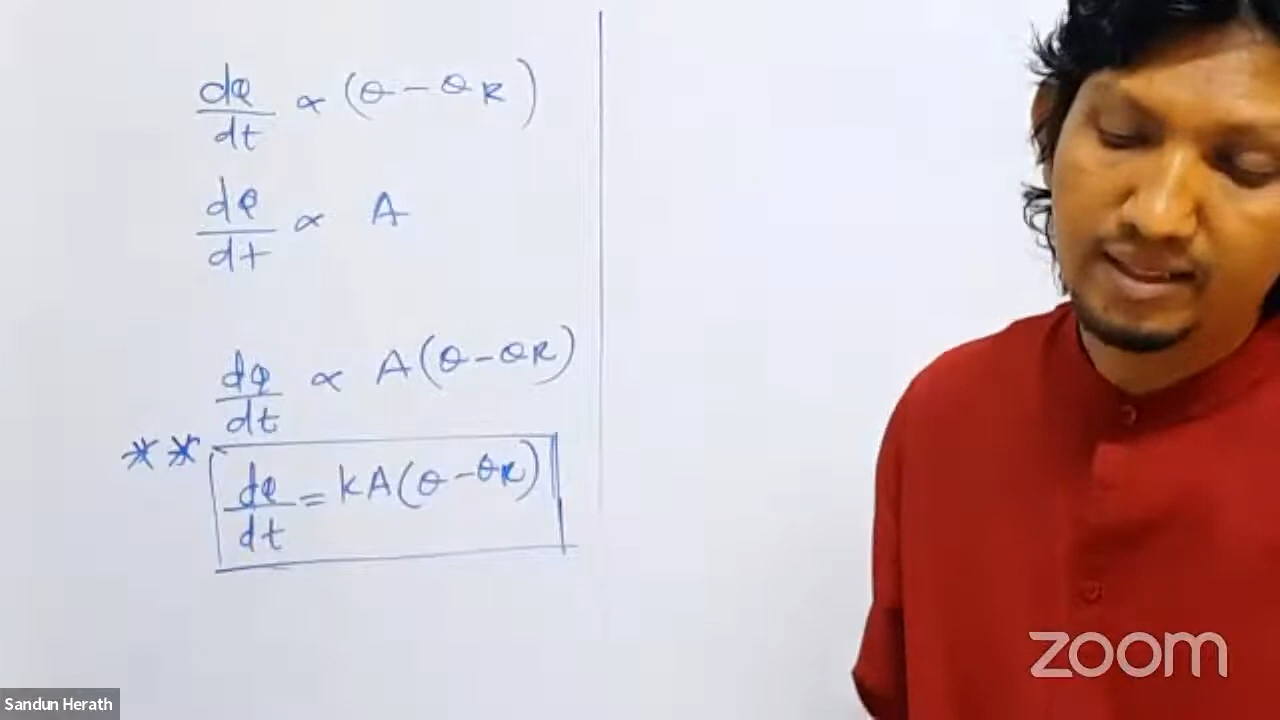 dQ/dt ∝ (θ - θR)
dQ/dt ∝ A
dQ/dt ∝ A(θ - θR)
** dQ/dt = kA(θ - θR)
zoom
Sandun Herath